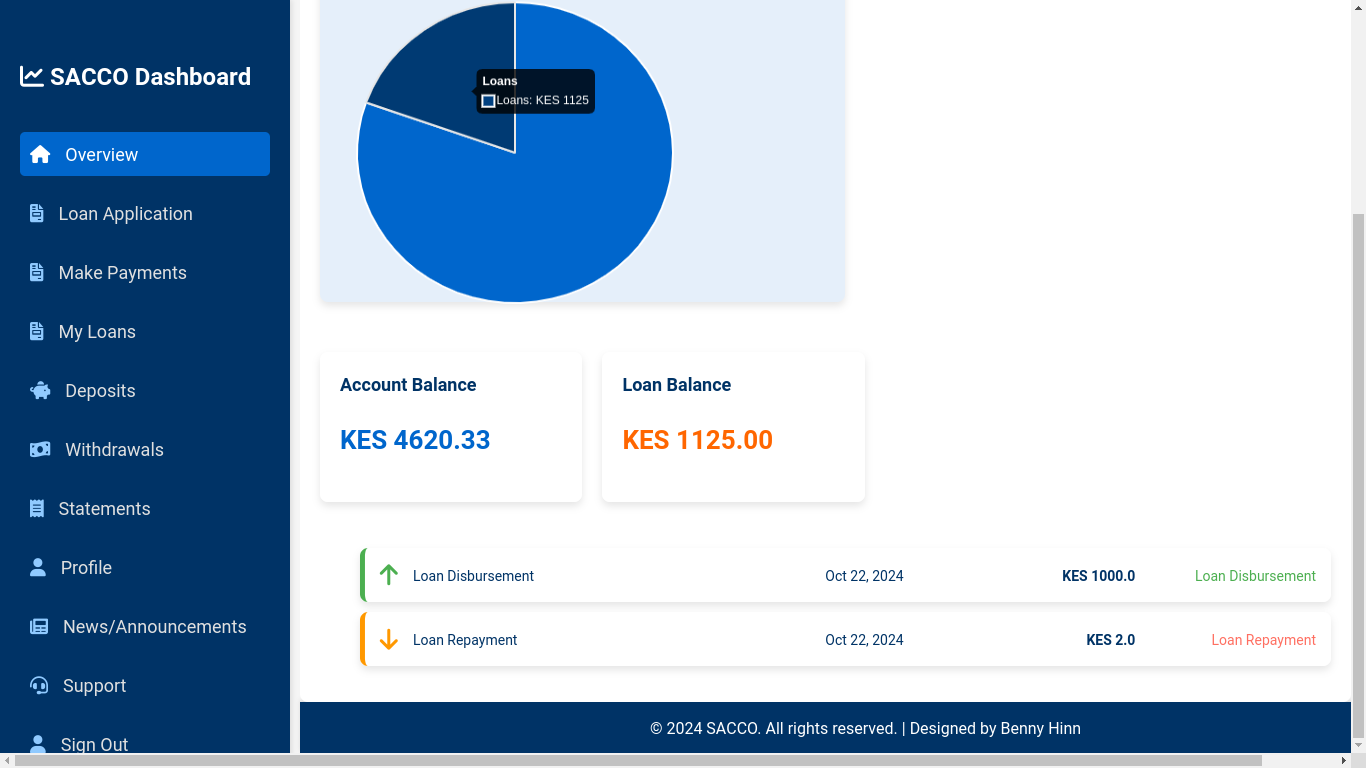 SACCO Dashboard
Overview
Loan Application
Make Payments
My Loans
Deposits
Withdrawals
Statements
Profile
News/Announcements
Support
Sign Out
Loans
Loans: KES 1125
Account Balance
KES 4620.33
Loan Balance
KES 1125.00
Loan Disbursement Oct 22, 2024 KES 1000.0 Loan Disbursement
Loan Repayment Oct 22, 2024 KES 2.0 Loan Repayment
© 2024 SACCO. All rights reserved. | Designed by Benny Hinn